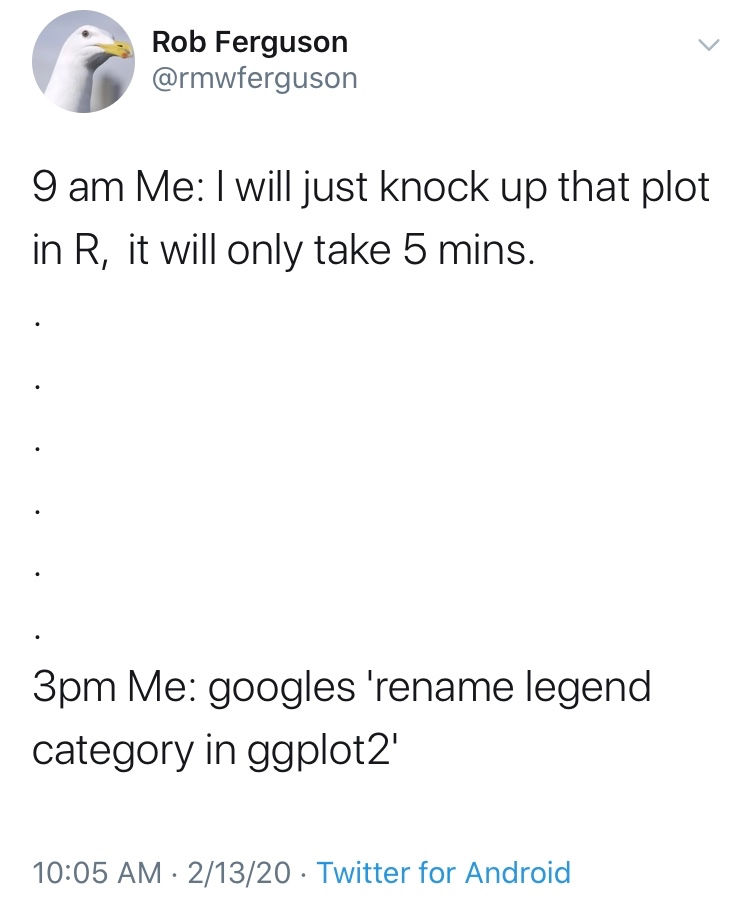 Rob Ferguson
@rmwferguson
9 am Me: I will just knock up that plot
in R,  it will only take 5 mins.
.
.
.
.
.
.
3pm Me: googles 'rename legend
category in ggplot2'
10:05 AM · 2/13/20 · Twitter for Android